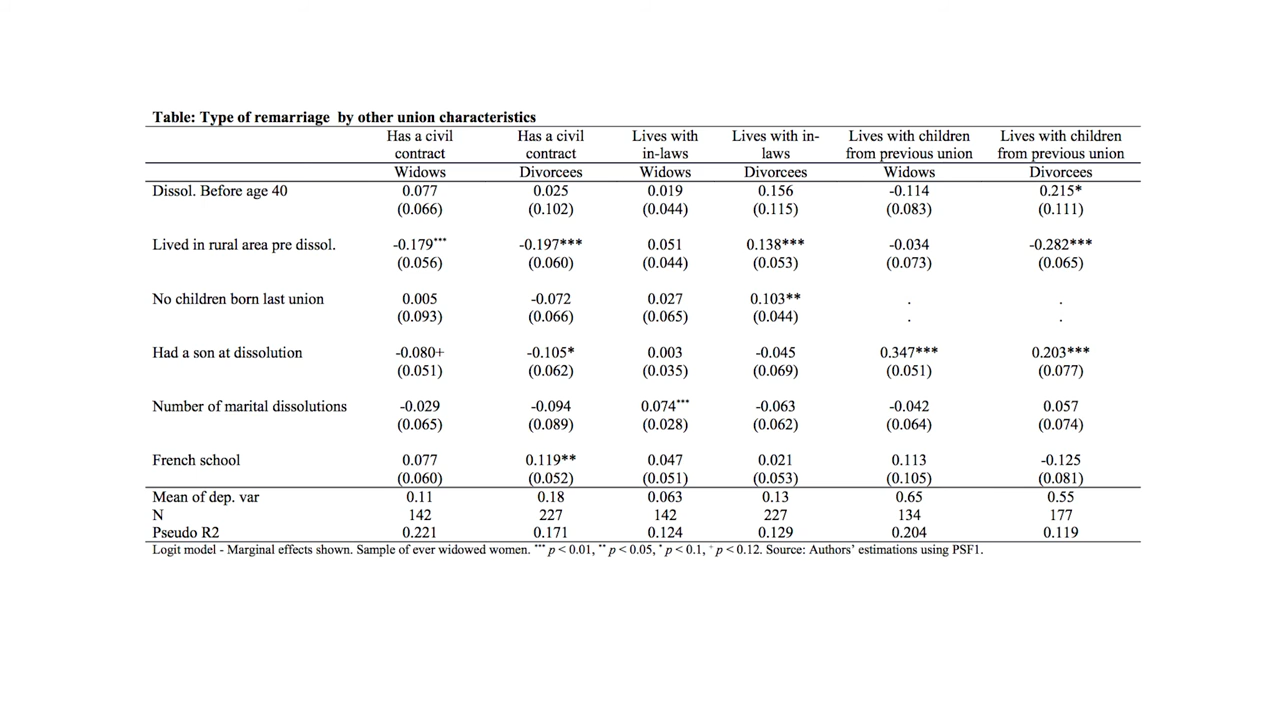 Table: Type of remarriage by other union characteristics
Has a civil Has a civil Lives with Lives with in- Lives with children Lives with children
contract contract in-laws laws from previous union from previous union
Widows Divorcees Widows Divorcees Widows Divorcees
Dissol. Before age 40 0.077 0.025 0.019 0.156 -0.114 0.215*
(0.066) (0.102) (0.044) (0.115) (0.083) (0.111)
Lived in rural area pre dissol. -0.179*** -0.197*** 0.051 0.138*** -0.034 -0.282***
(0.056) (0.060) (0.044) (0.053) (0.073) (0.065)
No children born last union 0.005 -0.072 0.027 0.103** . .
(0.093) (0.066) (0.065) (0.044) . .
Had a son at dissolution -0.080+ -0.105* 0.003 -0.045 0.347*** 0.203***
(0.051) (0.062) (0.035) (0.069) (0.051) (0.077)
Number of marital dissolutions -0.029 -0.094 0.074*** -0.063 -0.042 0.057
(0.065) (0.089) (0.028) (0.062) (0.064) (0.074)
French school 0.077 0.119** 0.047 0.021 0.113 -0.125
(0.060) (0.052) (0.051) (0.053) (0.105) (0.081)
Mean of dep. var 0.11 0.18 0.063 0.13 0.65 0.55
N 142 227 142 227 134 177
Pseudo R2 0.221 0.171 0.124 0.129 0.204 0.119
Logit model - Marginal effects shown. Sample of ever widowed women. *** p < 0.01, ** p < 0.05, * p < 0.1, + p < 0.12. Source: Authors' estimations using PSF1.